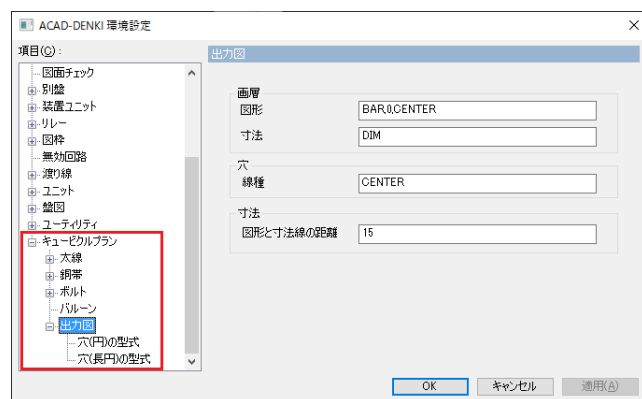 ACAD-DENKI 環境設定
項目(C):
図面チェック
別盤
装置ユニット
リレー
図枠
無効回路
渡り線
ユニット
盤図
ユーティリティ
キュービクルプラン
太線
銅帯
ボルト
バルーン
出力図
穴(円)の型式
穴(長円)の型式
出力図
画層
図形 BAR,0,CENTER
寸法 DIM
穴
線種 CENTER
寸法
図形と寸法線の距離 15
OK キャンセル 適用(A)